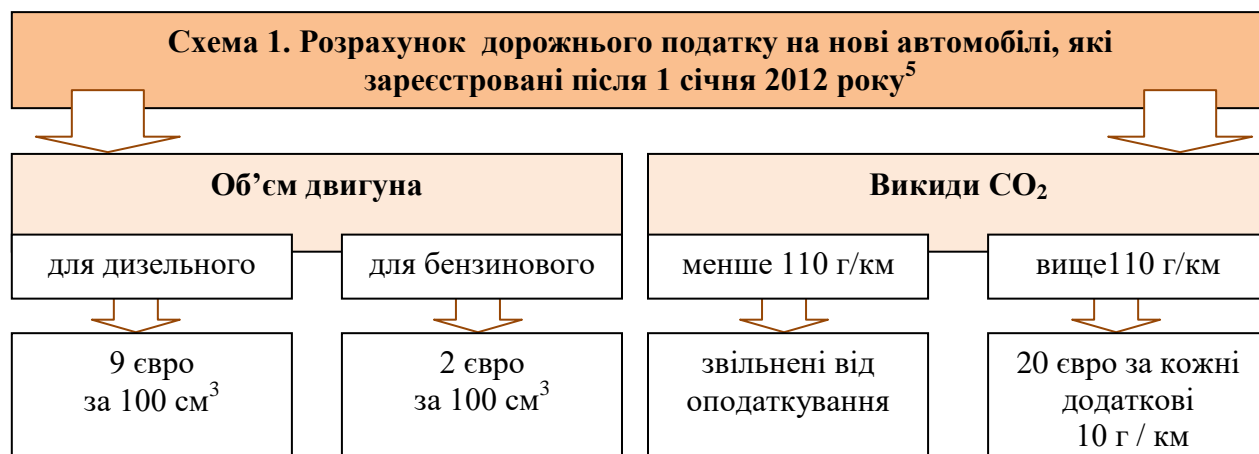 Схема 1. Розрахунок дорожнього податку на нові автомобілі, які
зареєстровані після 1 січня 2012 року⁵
Об’єм двигуна
Викиди CO₂
для дизельного
для бензинового
менше 110 г/км
вище110 г/км
9 євро
за 100 см³
2 євро
за 100 см³
звільнені від
оподаткування
20 євро за кожні
додаткові
10 г / км